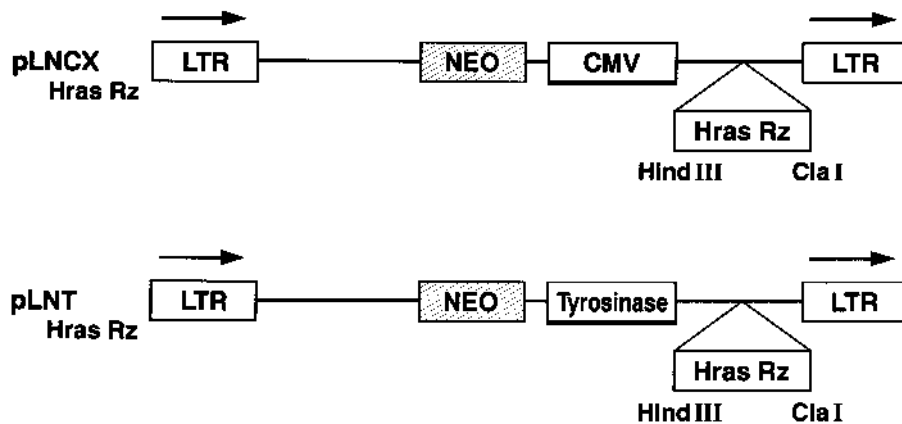 pLNCX LTR NEO CMV LTR
Hras Rz
Hras Rz
Hind III Cla I
pLNT LTR NEO Tyrosinase LTR
Hras Rz
Hras Rz
Hind III Cla I